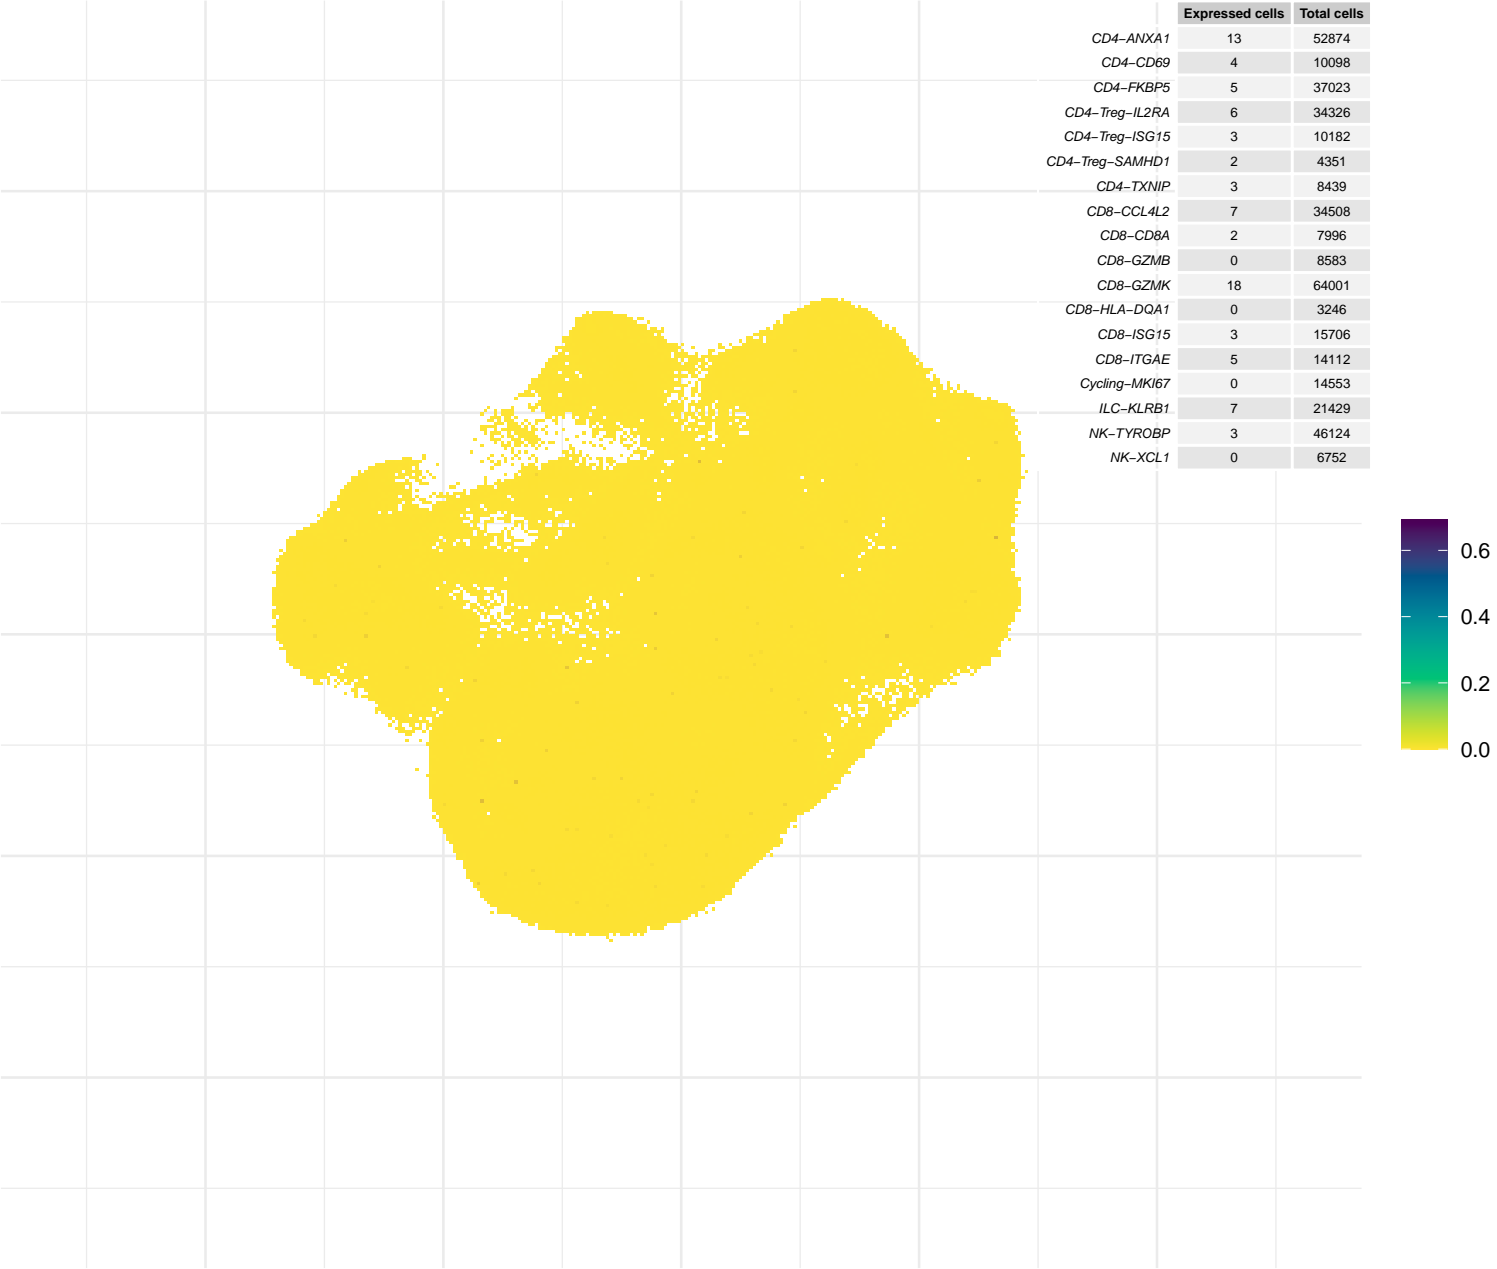 Expressed cells Total cells
CD4−ANXA1 13 52874
CD4−CD69 4 10098
CD4−FKBP5 5 37023
CD4−Treg−IL2RA 6 34326
CD4−Treg−ISG15 3 10182
CD4−Treg−SAMHD1 2 4351
CD4−TXNIP 3 8439
CD8−CCL4L2 7 34508
CD8−CD8A 2 7996
CD8−GZMB 0 8583
CD8−GZMK 18 64001
CD8−HLA−DQA1 0 3246
CD8−ISG15 3 15706
CD8−ITGAE 5 14112
Cycling−MKI67 0 14553
ILC−KLRB1 7 21429
NK−TYROBP 3 46124
NK−XCL1 0 6752
0.6
0.4
0.2
0.0